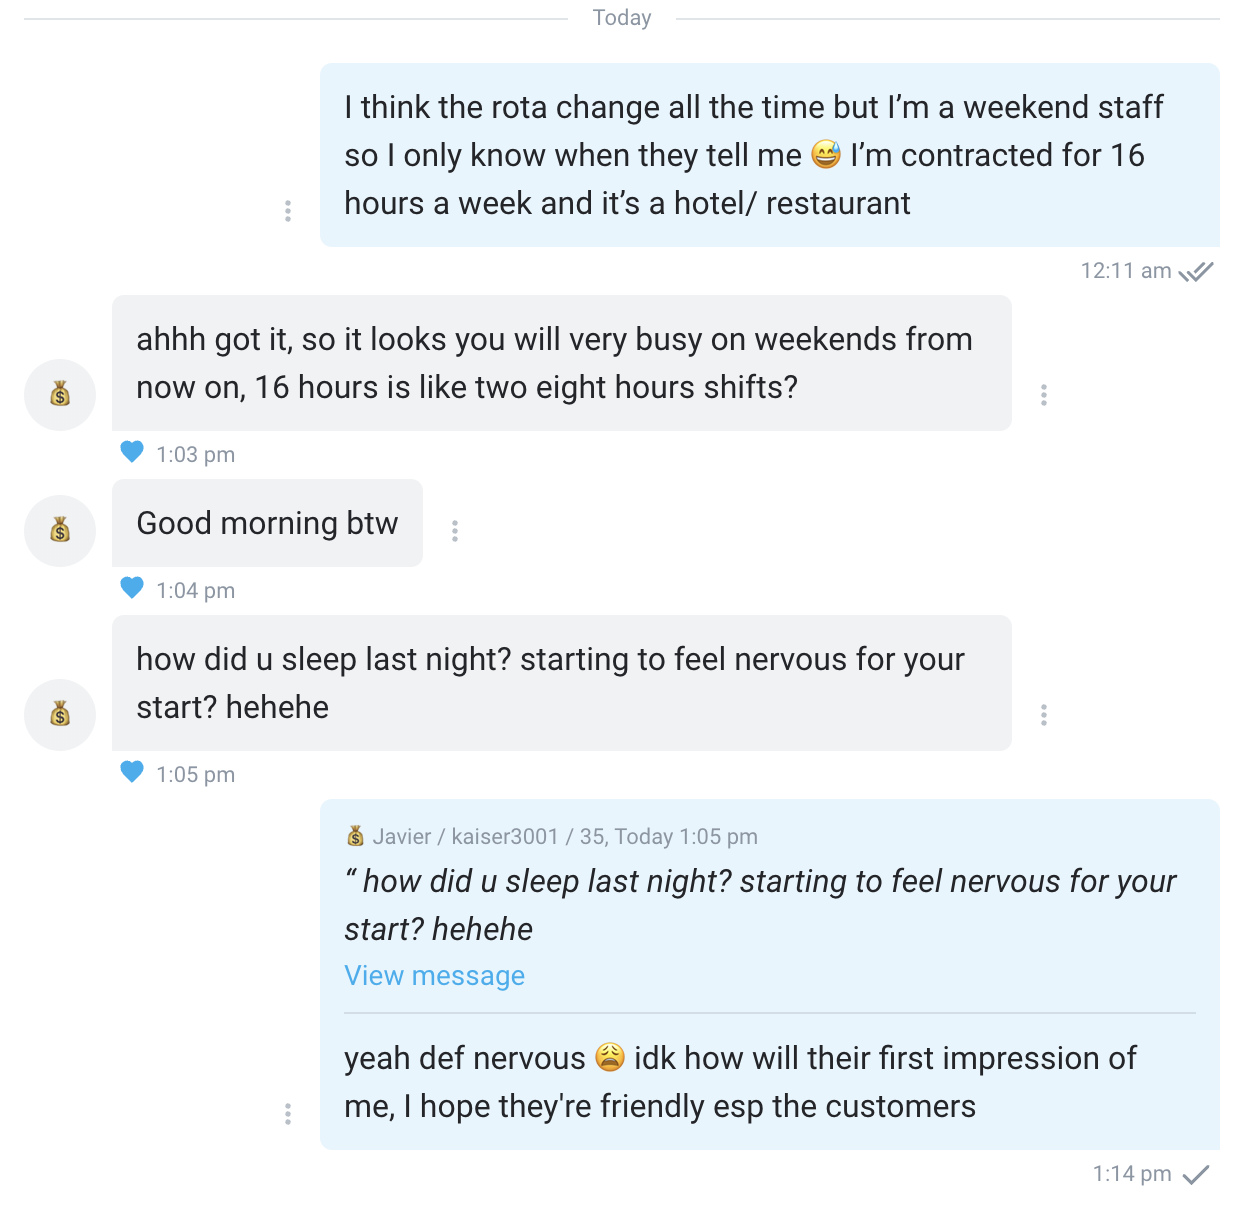 Today
I think the rota change all the time but I’m a weekend staff
so I only know when they tell me 😅 I’m contracted for 16
hours a week and it’s a hotel/ restaurant
12:11 am
ahhh got it, so it looks you will very busy on weekends from
now on, 16 hours is like two eight hours shifts?
1:03 pm
Good morning btw
1:04 pm
how did u sleep last night? starting to feel nervous for your
start? hehehe
1:05 pm
💰 Javier / kaiser3001 / 35, Today 1:05 pm
“ how did u sleep last night? starting to feel nervous for your
start? hehehe
View message
yeah def nervous 😩 idk how will their first impression of
me, I hope they're friendly esp the customers
1:14 pm